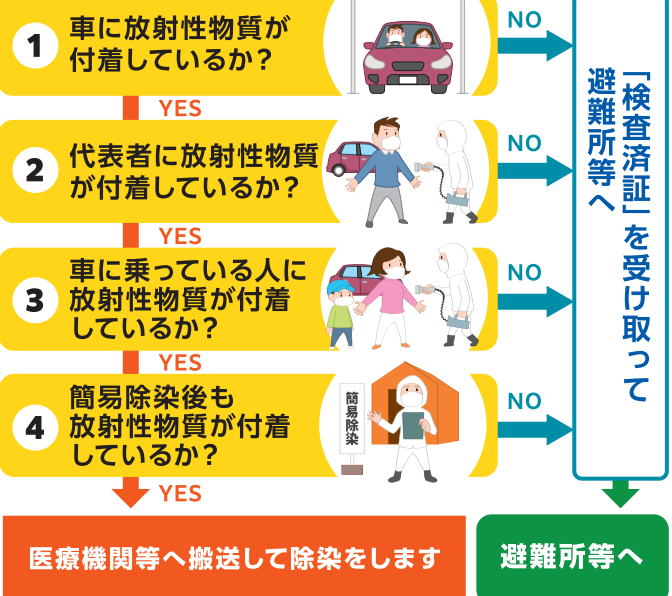 1
車に放射性物質が
付着しているか？
NO
YES
2
代表者に放射性物質
が付着しているか？
NO
YES
3
車に乗っている人に
放射性物質が付着
しているか？
NO
YES
4
簡易除染後も
放射性物質が付着
しているか？
簡易除染
NO
YES
「検査済証」を受け取って
避難所等へ
医療機関等へ搬送して除染をします
避難所等へ